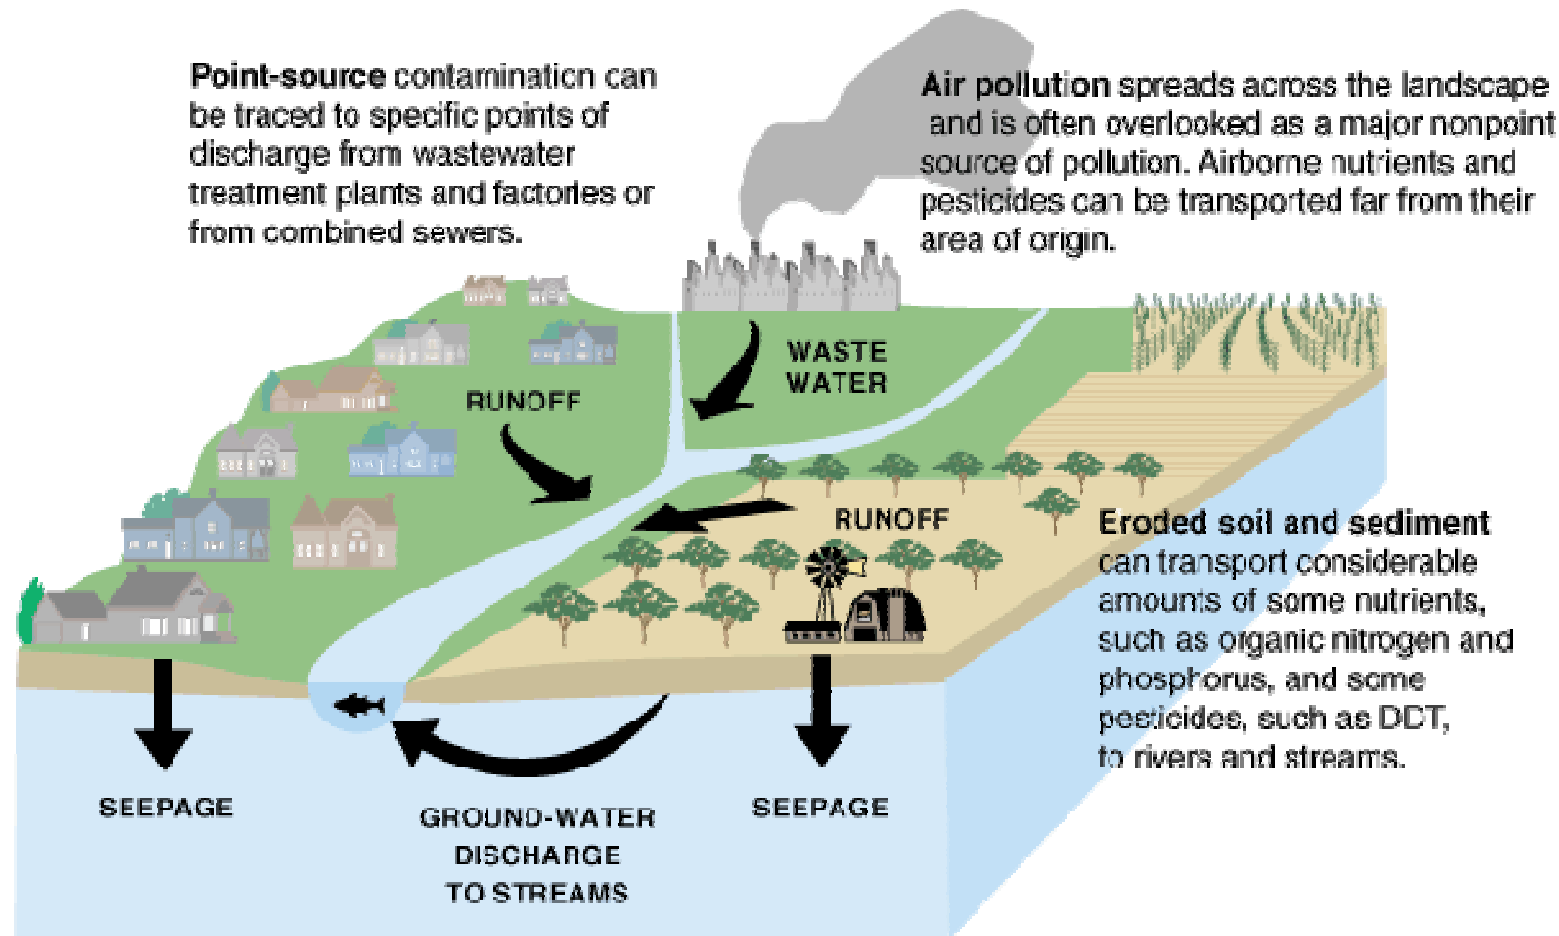 Point-source contamination can
be traced to specific points of
discharge from wastewater
treatment plants and factories or
from combined sewers.
Air pollution spreads across the landscape
and is often overlooked as a major nonpoint
source of pollution. Airborne nutrients and
pesticides can be transported far from their
area of origin.
WASTE
WATER
RUNOFF
RUNOFF
Eroded soil and sediment
can transport considerable
amounts of some nutrients,
such as organic nitrogen and
phosphorus, and some
pesticides, such as DDT,
to rivers and streams.
SEEPAGE
GROUND-WATER
DISCHARGE
TO STREAMS
SEEPAGE